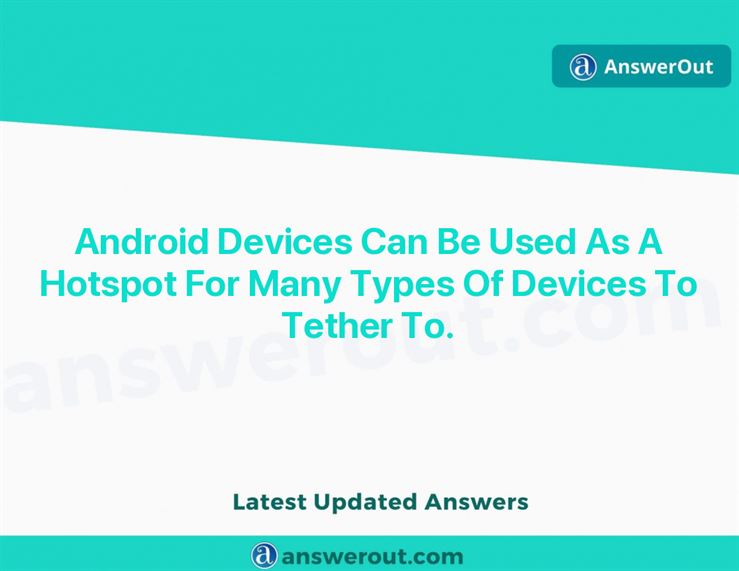 AnswerOut
Android Devices Can Be Used As A
Hotspot For Many Types Of Devices To
Tether To.
answerout.com
Latest Updated Answers
answerout.com